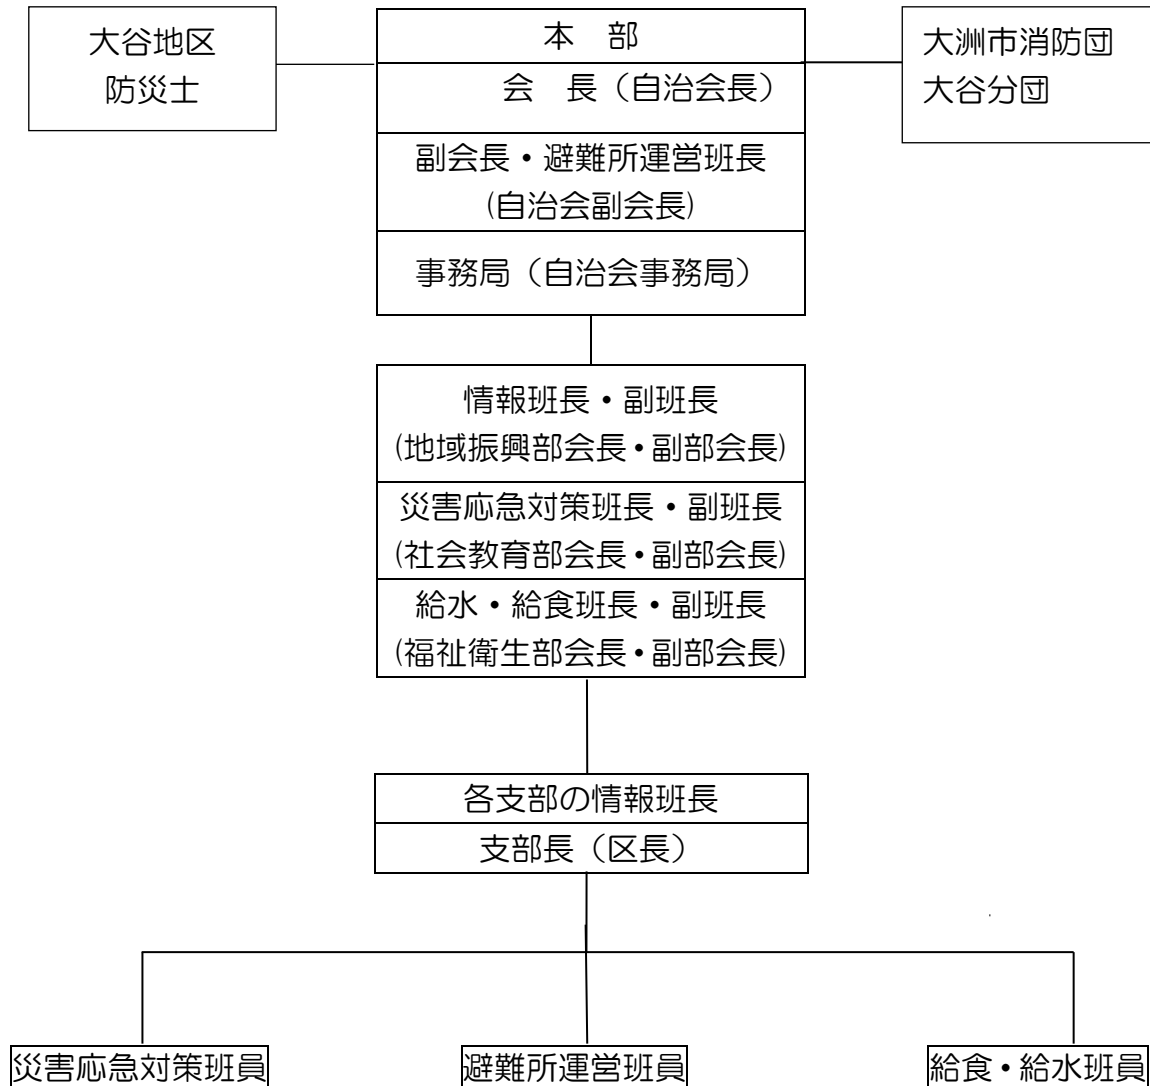 大谷地区
防災士
本　部
会　長（自治会長）
副会長・避難所運営班長
(自治会副会長)
事務局（自治会事務局）
大洲市消防団
大谷分団
情報班長・副班長
(地域振興部会長・副部会長)
災害応急対策班長・副班長
(社会教育部会長・副部会長)
給水・給食班長・副班長
(福祉衛生部会長・副部会長)
各支部の情報班長
支部長（区長）
災害応急対策班員
避難所運営班員
給食・給水班員